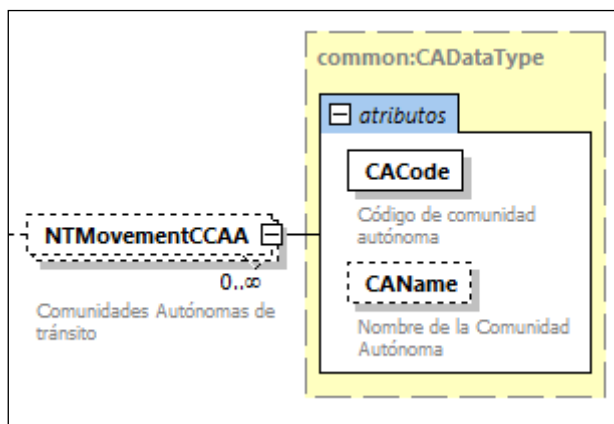 common:CADataType
atributos
CACode
Código de comunidad
autónoma
NTMovementCCAA
0..∞
Comunidades Autónomas de
tránsito
CAName
Nombre de la Comunidad
Autónoma